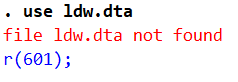 . use ldw.dta
file ldw.dta not found
r(601);